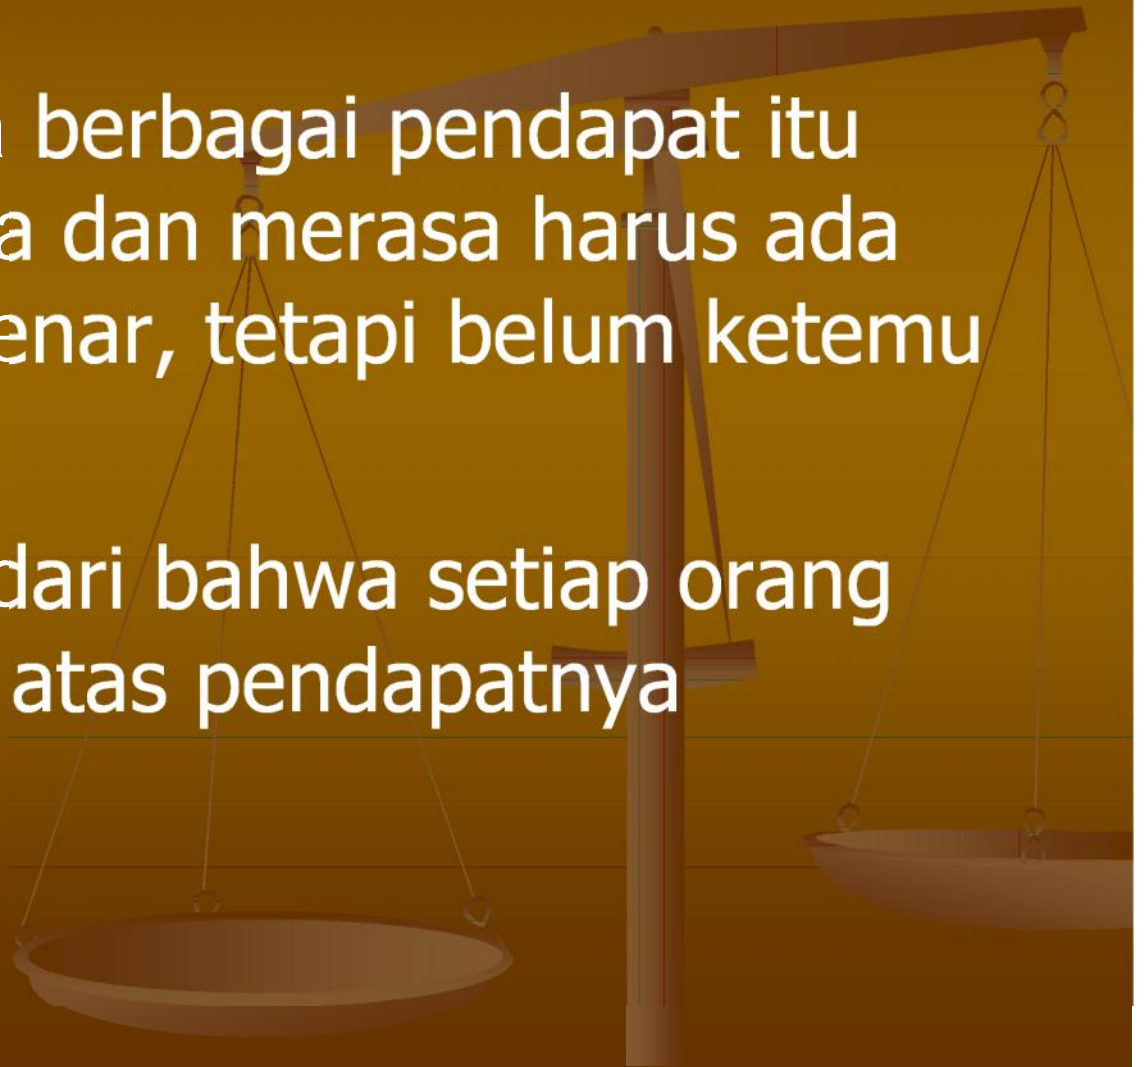 berbagai pendapat itu
a dan merasa harus ada
enar, tetapi belum ketemu
dari bahwa setiap orang
atas pendapatnya